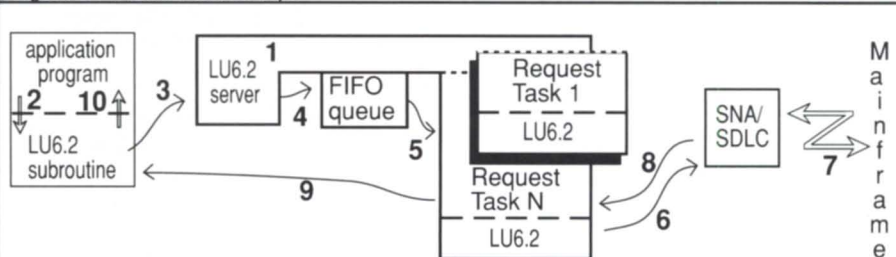 application
program
2 10
LU6.2
subroutine
3
1
LU6.2
server
4
FIFO
queue
5
Request
Task 1
LU6.2
Request
Task N
LU6.2
9
8
6
SNA/
SDLC
7
Mainframe